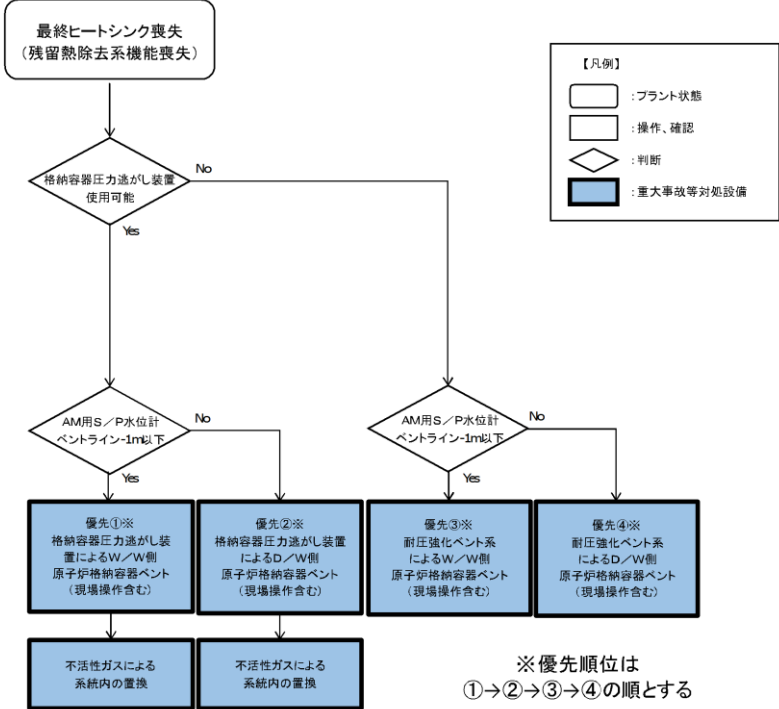 最終ヒートシンク喪失
(残留熱除去系機能喪失)
【凡例】
：プラント状態
：操作、確認
：判断
：重大事故等対処設備
格納容器圧力逃がし装置
使用可能
No
Yes
AM用S／P水位計
ベントライン-1m以下
No
Yes
AM用S／P水位計
ベントライン-1m以下
No
Yes
優先①※
格納容器圧力逃がし装
置によるW／W側
原子炉格納容器ベント
(現場操作含む)
優先②※
格納容器圧力逃がし装置
によるD／W側
原子炉格納容器ベント
(現場操作含む)
優先③※
耐圧強化ベント系
によるW／W側
原子炉格納容器ベント
(現場操作含む)
優先④※
耐圧強化ベント系
によるD／W側
原子炉格納容器ベント
(現場操作含む)
不活性ガスによる
系統内の置換
不活性ガスによる
系統内の置換
※優先順位は
①→②→③→④の順とする